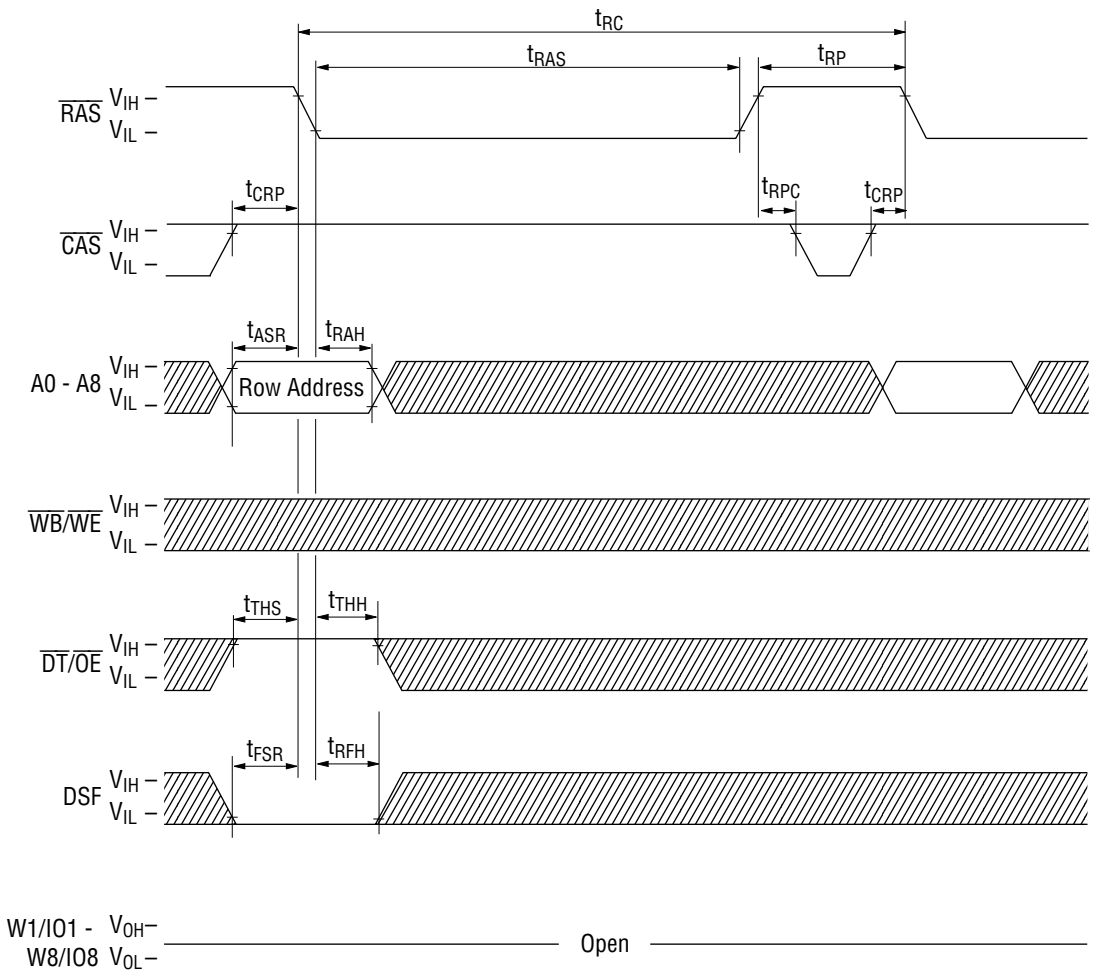 tRC
tRAS
tRP
RAS
VIH –
VIL –
tCRP
tRPC
tCRP
CAS
VIH –
VIL –
tASR
tRAH
A0 - A8
VIH –
VIL –
Row Address
WB/WE
VIH –
VIL –
tTHS
tTHH
DT/OE
VIH –
VIL –
tFSR
tRFH
DSF
VIH –
VIL –
W1/IO1 - VOH–
Open
W8/IO8 VOL–